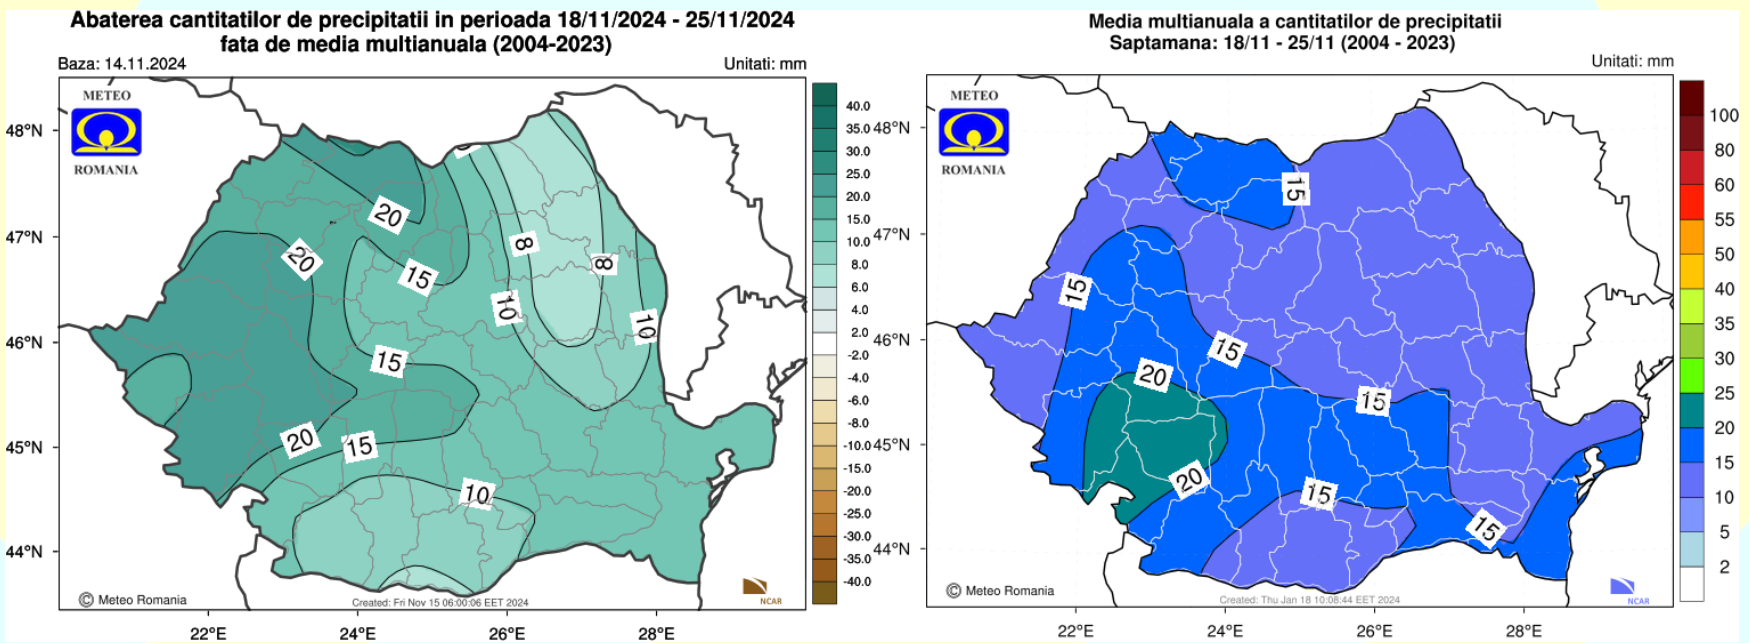 Abaterea cantitatilor de precipitatii in perioada 18/11/2024 - 25/11/2024
fata de media multianuala (2004-2023)
Baza: 14.11.2024
Unitati: mm
METEO
ROMANIA
48°N
47°N
46°N
45°N
44°N
20
20
15
8
8
10
10
15
20
15
10
40.0
35.0
30.0
25.0
20.0
15.0
10.0
8.0
6.0
4.0
2.0
-2.0
-4.0
-6.0
-8.0
-10.0
-15.0
-20.0
-25.0
-30.0
-35.0
-40.0
© Meteo Romania
Created: Fri Nov 15 06:00:06 EET 2024
NCAR
22°E
24°E
26°E
28°E
Media multianuala a cantitatilor de precipitatii
Saptamana: 18/11 - 25/11 (2004 - 2023)
Unitati: mm
METEO
ROMANIA
48°N
47°N
46°N
45°N
44°N
15
15
15
20
15
20
15
15
100
80
60
55
50
40
35
30
25
20
15
10
5
2
© Meteo Romania
Created: Thu Jan 18 10:08:44 EET 2024
NCAR
22°E
24°E
26°E
28°E